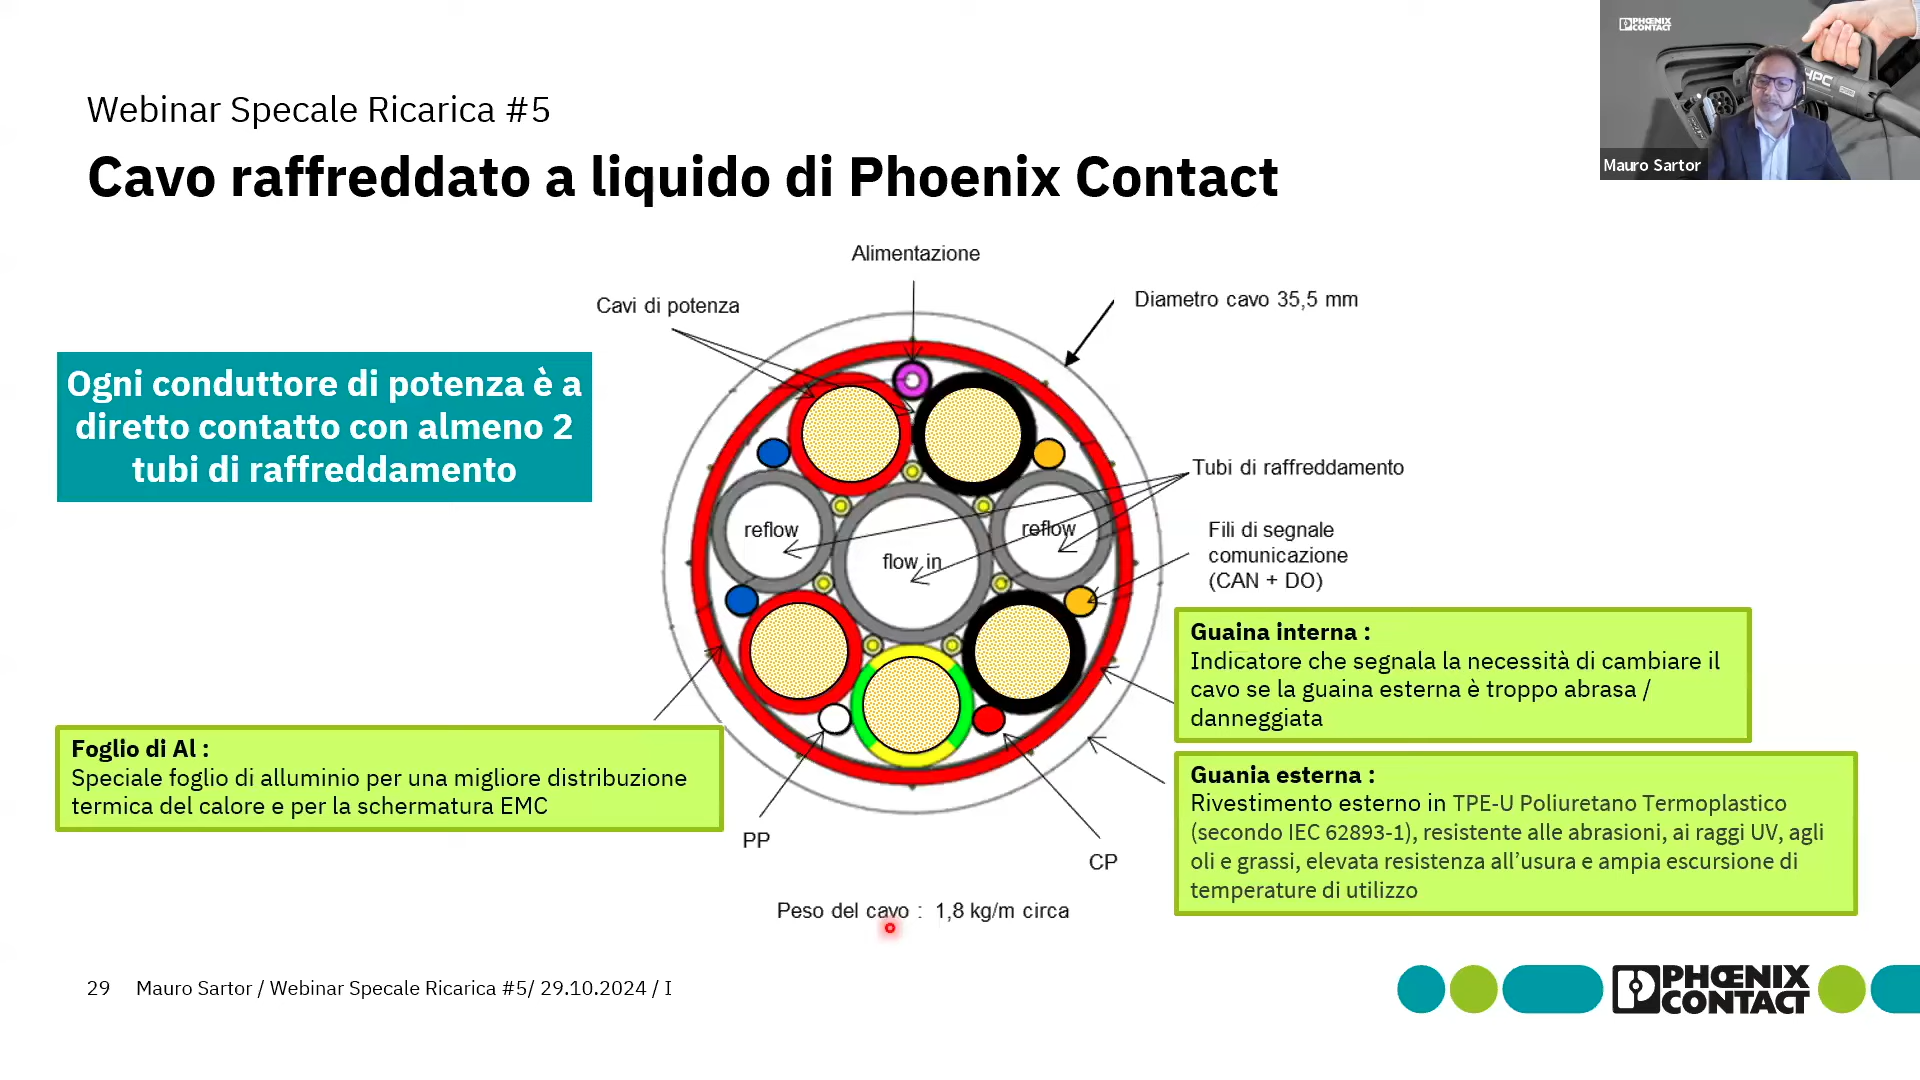 Webinar Specale Ricarica #5
Cavo raffreddato a liquido di Phoenix Contact
PHŒNIX
CONTACT
HPC
Mauro Sartor
Alimentazione
Cavi di potenza
Diametro cavo 35,5 mm
Ogni conduttore di potenza è a
diretto contatto con almeno 2
tubi di raffreddamento
Tubi di raffreddamento
reflow
flow in
reflow
Fili di segnale
comunicazione
(CAN + DO)
Guaina interna :
Indicatore che segnala la necessità di cambiare il
cavo se la guaina esterna è troppo abrasa /
danneggiata
Foglio di Al :
Speciale foglio di alluminio per una migliore distribuzione
termica del calore e per la schermatura EMC
Guania esterna :
Rivestimento esterno in TPE-U Poliuretano Termoplastico
(secondo IEC 62893-1), resistente alle abrasioni, ai raggi UV, agli
oli e grassi, elevata resistenza all’usura e ampia escursione di
temperature di utilizzo
PP
CP
Peso del cavo : 1,8 kg/m circa
29 Mauro Sartor / Webinar Specale Ricarica #5/ 29.10.2024 / I
PHŒNIX
CONTACT